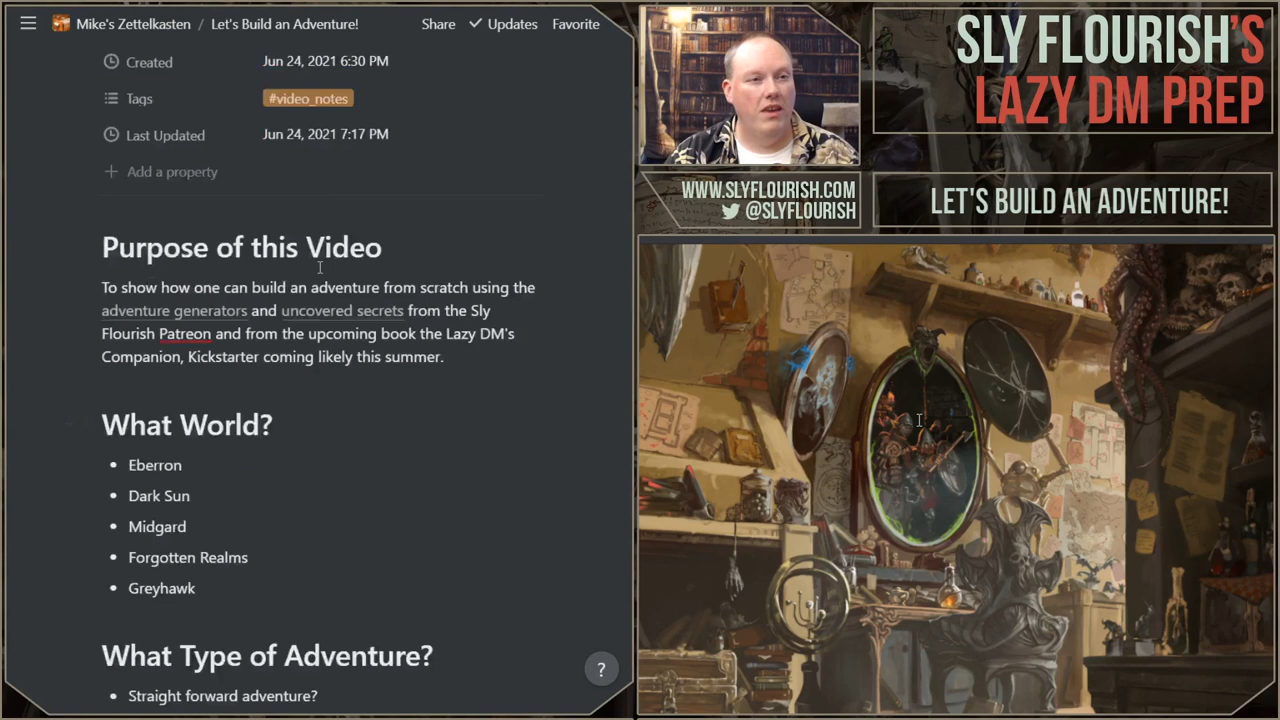 Mike's Zettelkasten / Let's Build an Adventure!
Share Updates Favorite
Created Jun 24, 2021 6:30 PM
Tags #video_notes
Last Updated Jun 24, 2021 7:17 PM
Add a property
Purpose of this Video
To show how one can build an adventure from scratch using the
adventure generators and uncovered secrets from the Sly
Flourish Patreon and from the upcoming book the Lazy DM's
Companion, Kickstarter coming likely this summer.
What World?
Eberron
Dark Sun
Midgard
Forgotten Realms
Greyhawk
What Type of Adventure?
Straight forward adventure?
?
WWW.SLYFLOURISH.COM
@SLYFLOURISH
SLY FLOURISH'S
LAZY DM PREP
LET'S BUILD AN ADVENTURE!